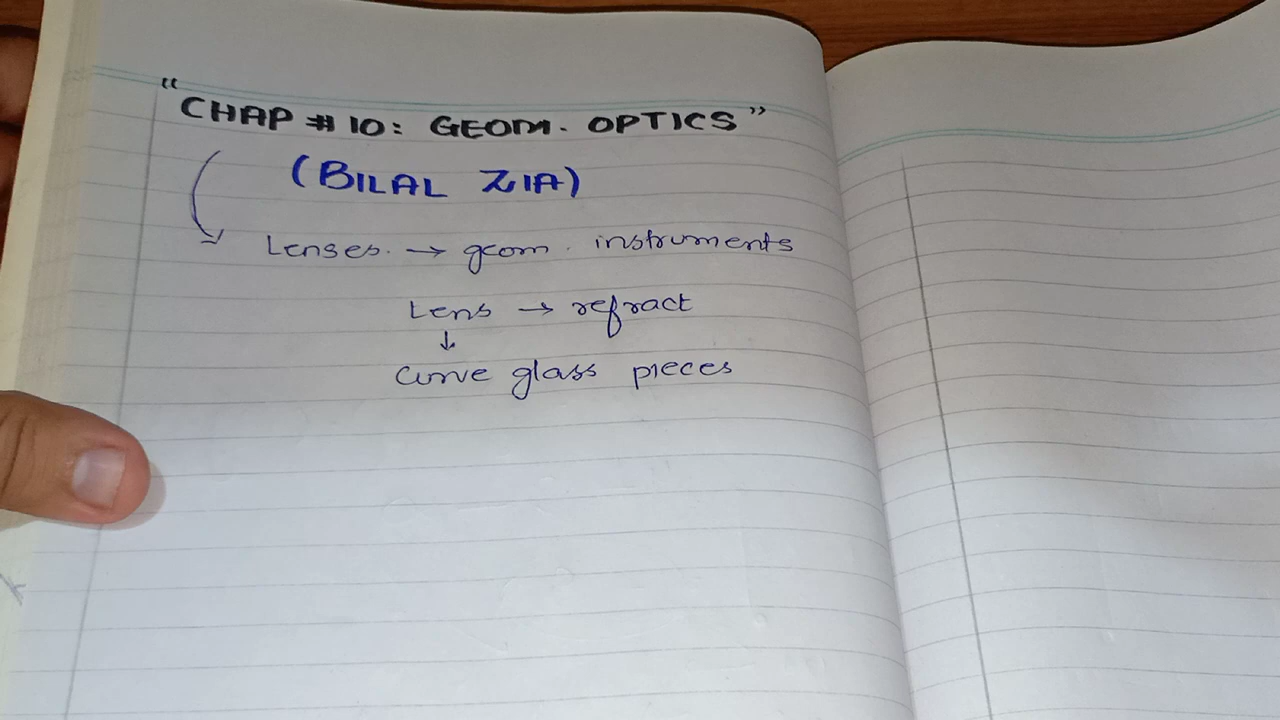 "CHAP # 10: GEOM. OPTICS"
(BILAL ZIA)
Lenses. → geom. instruments
Lens → refract
↓
Curve glass pieces